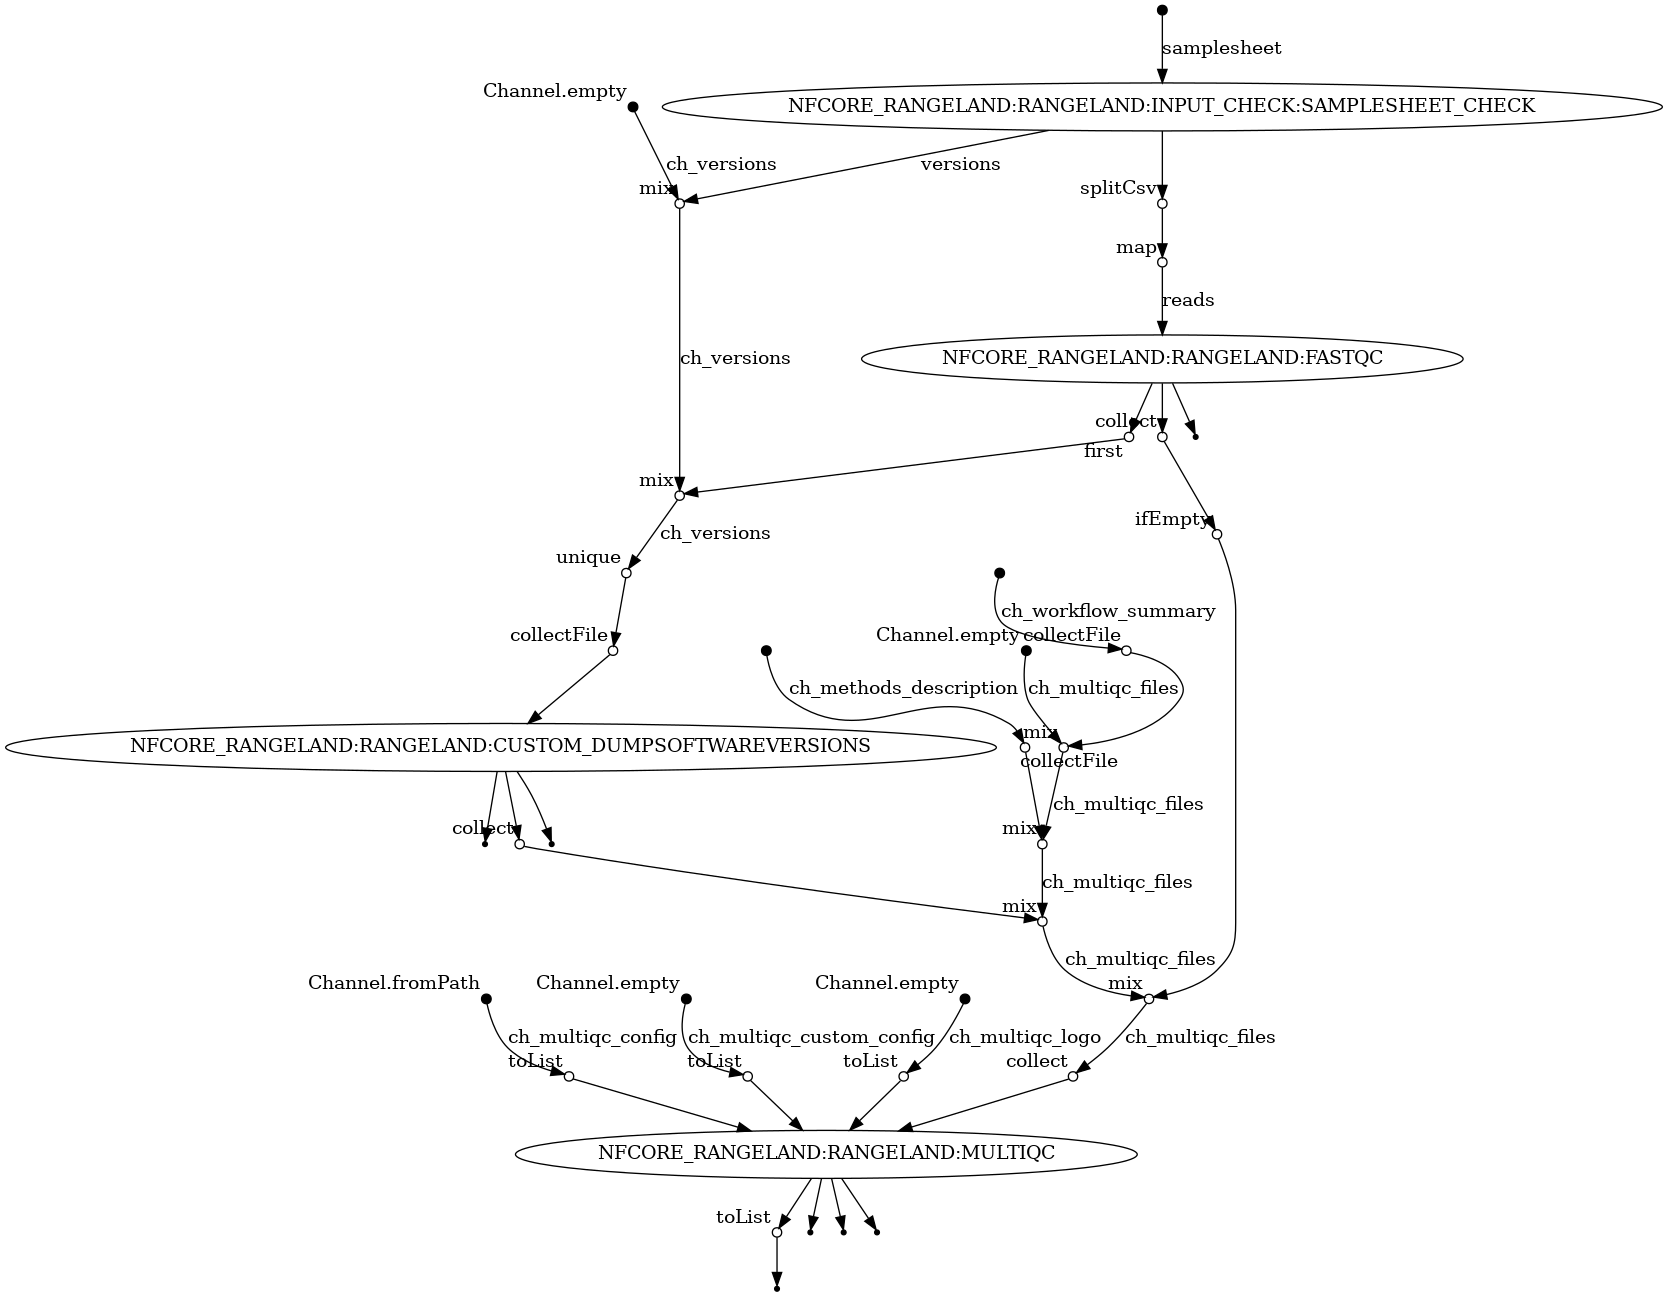 samplesheet
Channel.empty
NFCORE_RANGELAND:RANGELAND:INPUT_CHECK:SAMPLESHEET_CHECK
ch_versions
versions
mix
splitCsv
map
reads
ch_versions
NFCORE_RANGELAND:RANGELAND:FASTQC
collect
first
mix
ifEmpty
ch_versions
unique
ch_workflow_summary
collectFile
Channel.empty
collectFile
ch_methods_description
ch_multiqc_files
mix
NFCORE_RANGELAND:RANGELAND:CUSTOM_DUMPSOFTWAREVERSIONS
collectFile
ch_multiqc_files
collect
mix
ch_multiqc_files
mix
ch_multiqc_files
Channel.fromPath
Channel.empty
Channel.empty
mix
ch_multiqc_config
ch_multiqc_custom_config
ch_multiqc_logo
ch_multiqc_files
toList
toList
toList
collect
NFCORE_RANGELAND:RANGELAND:MULTIQC
toList